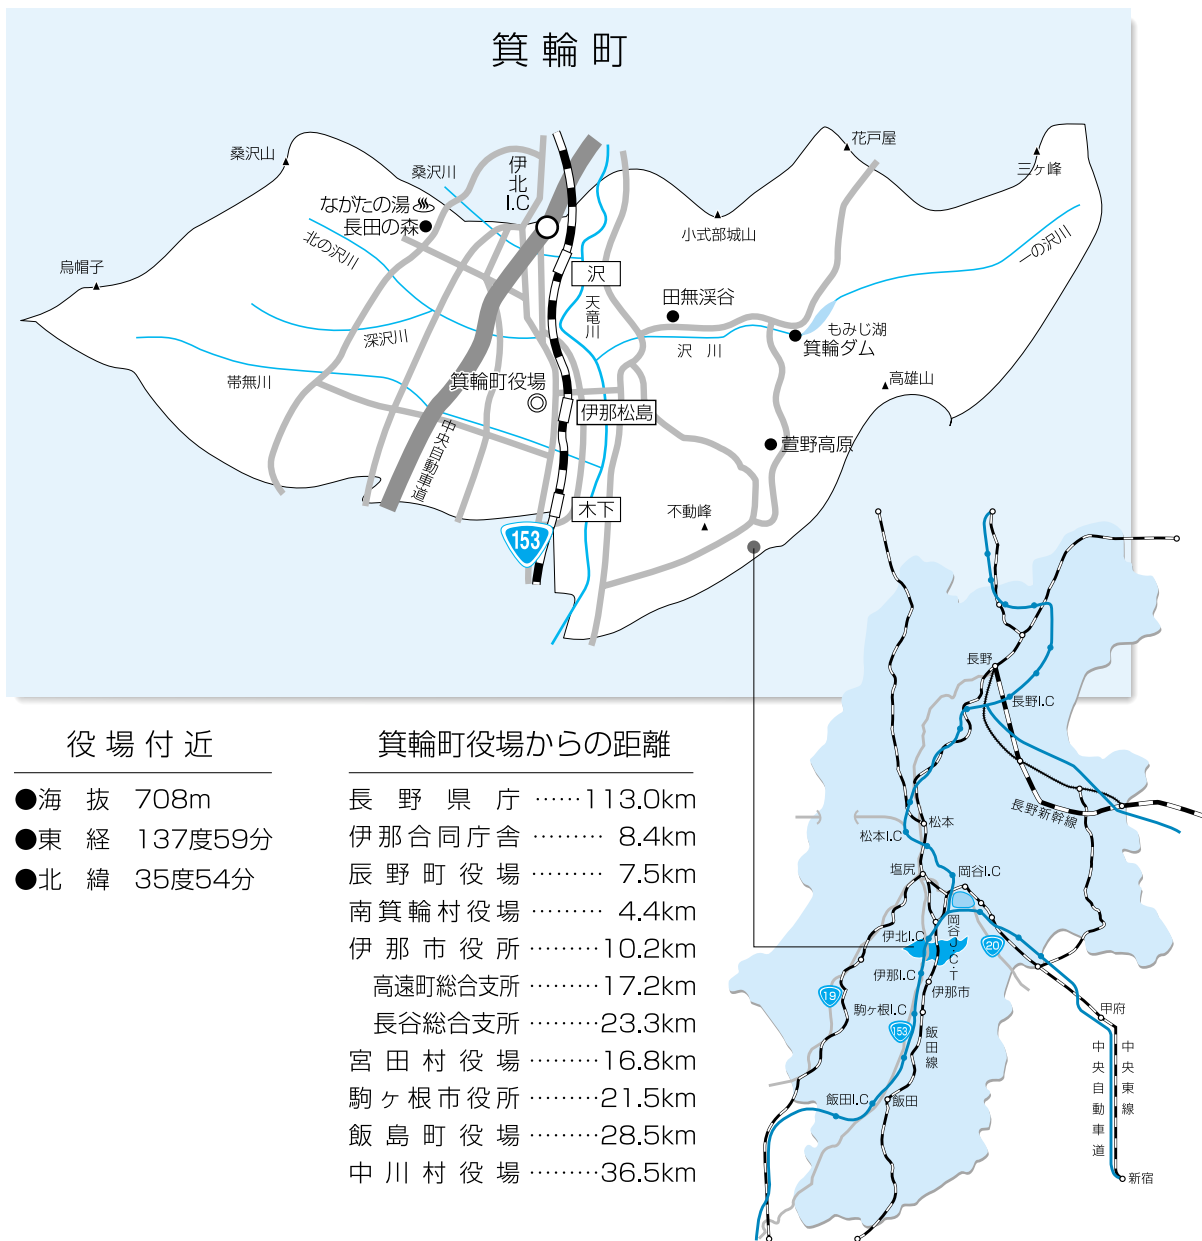 箕輪町
花戸屋
桑沢山
桑沢川
伊北I.C
三ヶ峰
ながたの湯
長田の森
小式部城山
北の沢川
一の沢川
烏帽子
沢
天竜川
田無渓谷
もみじ湖
箕輪ダム
深沢川
沢川
帯無川
箕輪町役場
高雄山
伊那松島
中央自動車道
萱野高原
木下
不動峰
153
役場付近
●海抜 708m
●東経 137度59分
●北緯 35度54分
箕輪町役場からの距離
長野県庁 ……113.0km
伊那合同庁舎 ……… 8.4km
辰野町役場 ……… 7.5km
南箕輪村役場 ……… 4.4km
伊那市役所 ………10.2km
高遠町総合支所 ………17.2km
長谷総合支所 ………23.3km
宮田村役場 ………16.8km
駒ヶ根市役所 ………21.5km
飯島町役場 ………28.5km
中川村役場 ………36.5km
長野
長野I.C
長野新幹線
松本
松本I.C
塩尻
岡谷I.C
岡谷J.C.T
伊北I.C
20
伊那I.C
伊那市
19
駒ヶ根I.C
153
飯田線
甲府
中央自動車道
中央東線
飯田I.C
飯田
新宿